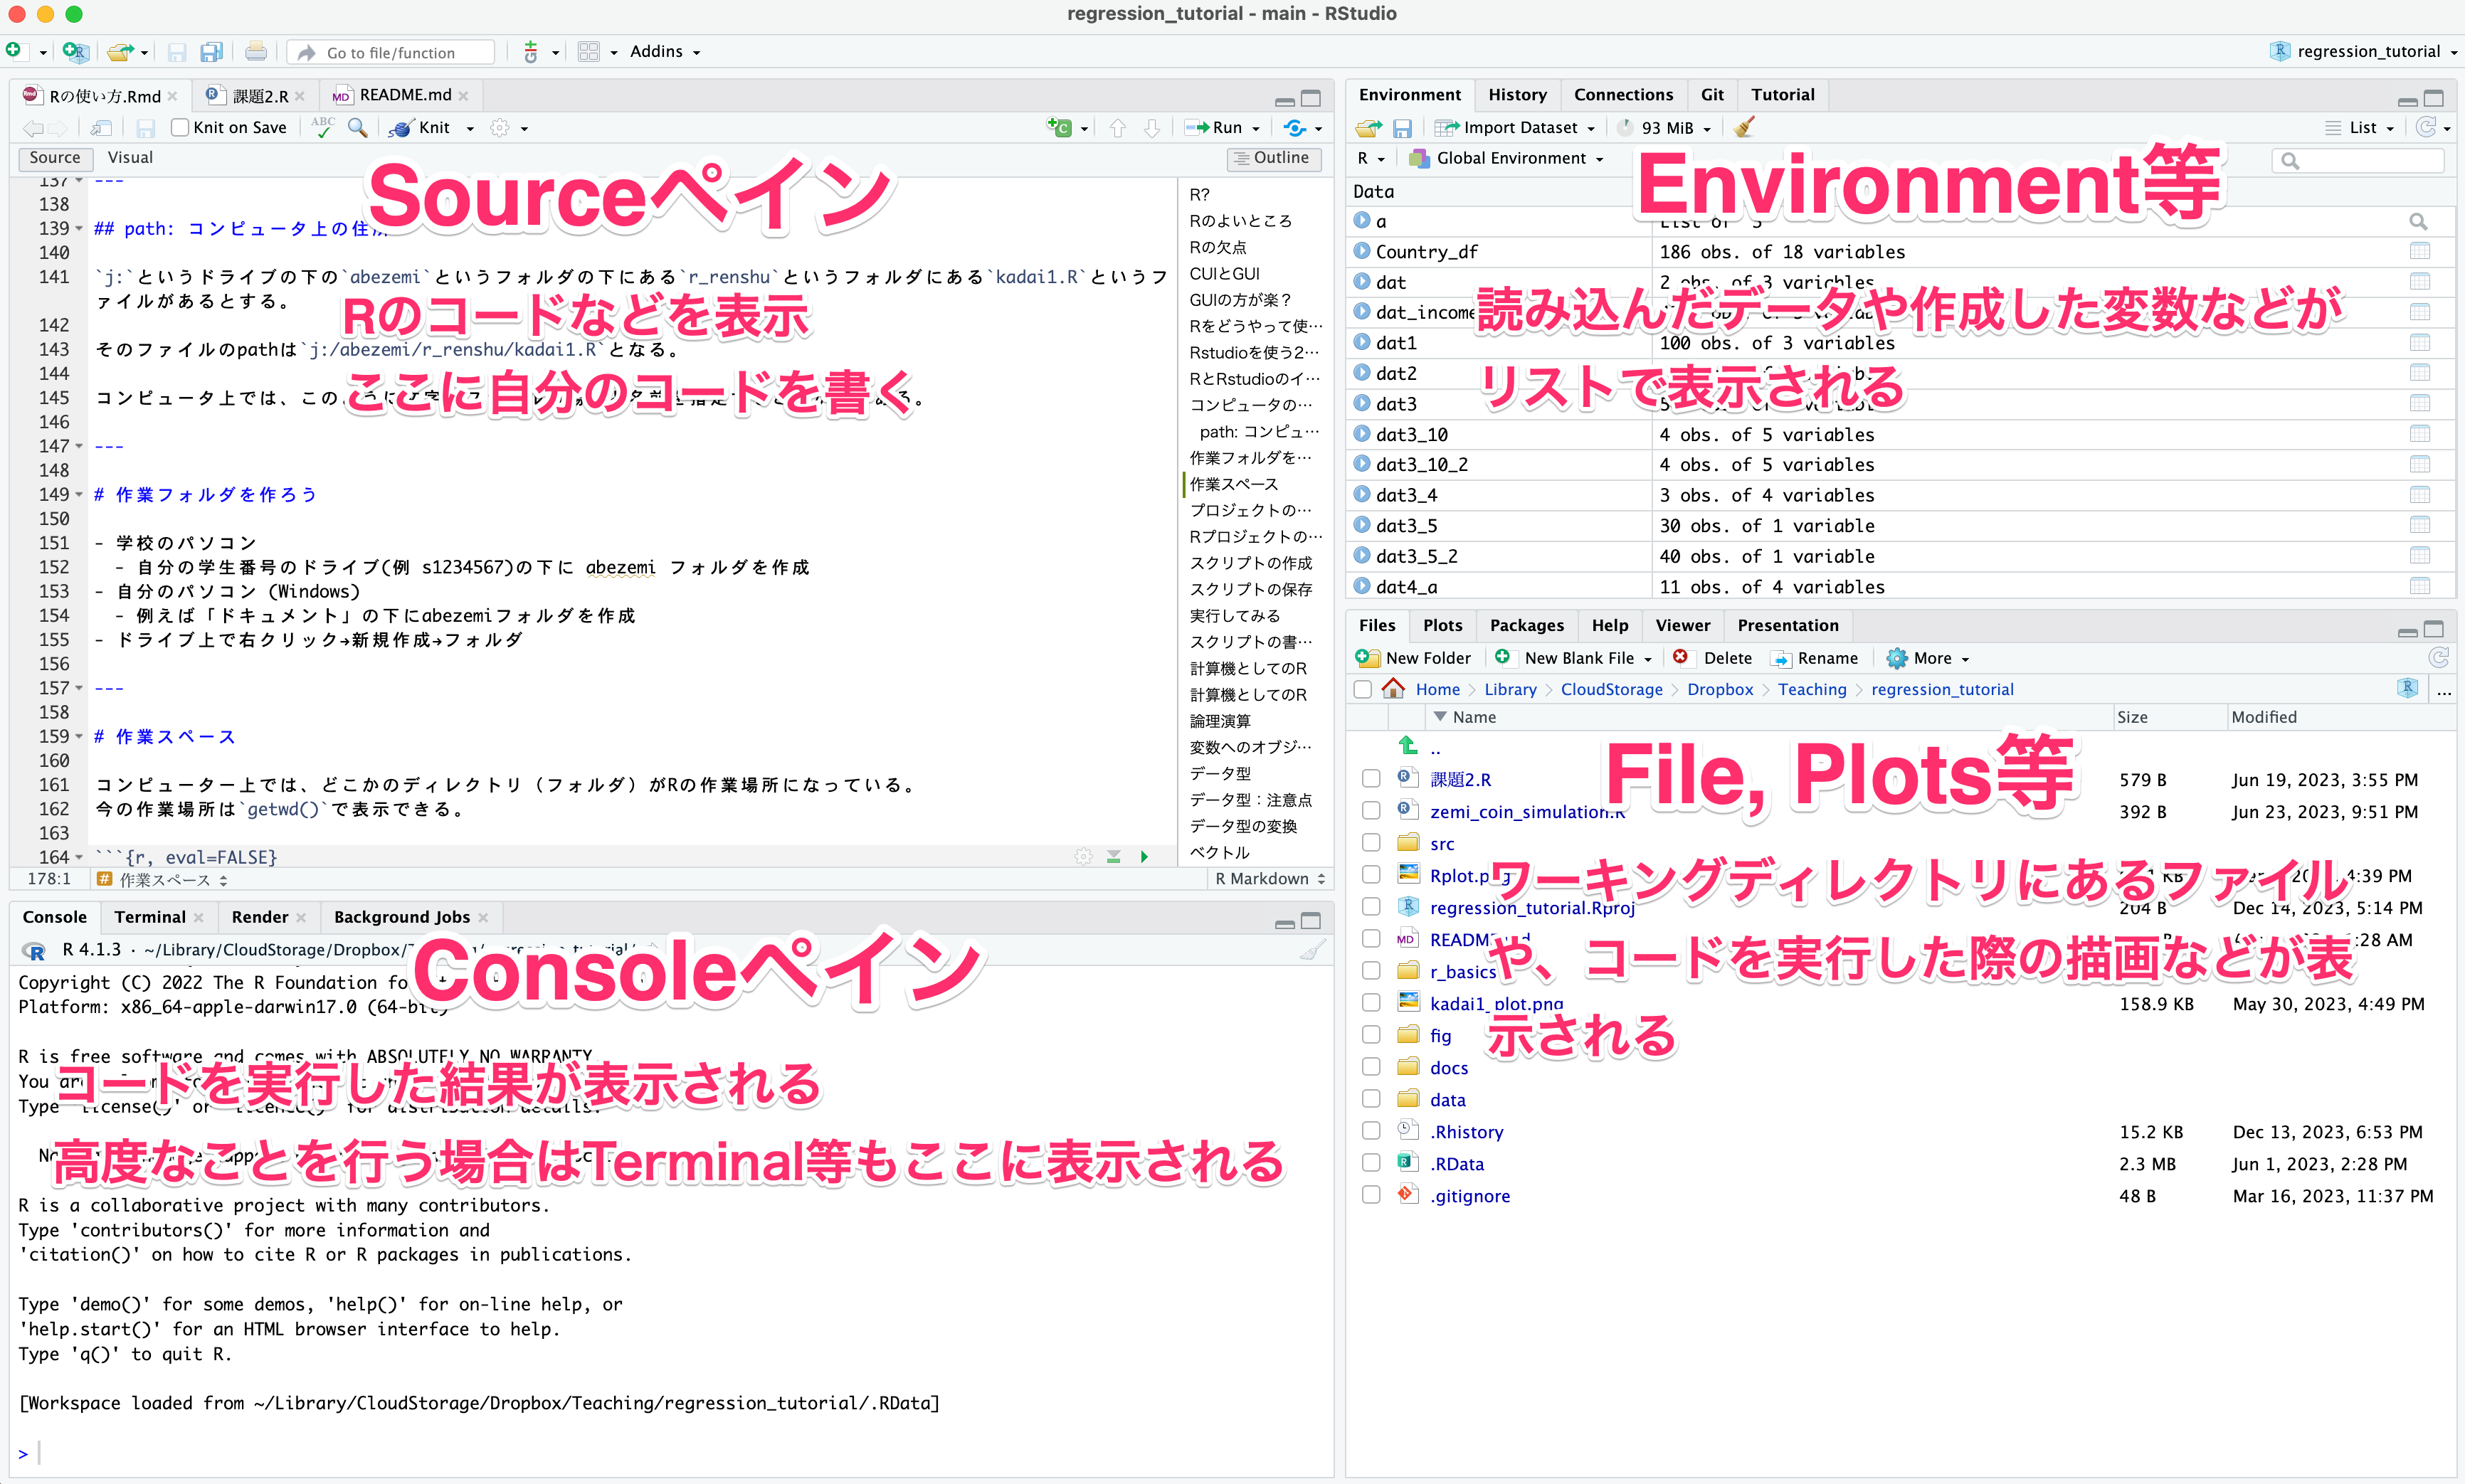 regression_tutorial - main - RStudio
Go to file/function
Addins
regression_tutorial
Rの使い方.Rmd
課題2.R
README.md
Knit on Save
Knit
Run
Source
Visual
Outline
Sourceペイン
Rのコードなどを表示
ここに自分のコードを書く
137 ---
138
139 ## path: コンピュータ上の住所
140
141 `j:`というドライブの下の`abezemi`というフォルダの下にある`r_renshu`というフォルダにある`kadai1.R`というフ
ァイルがあるとする。
142
143 そのファイルのpathは`j:/abezemi/r_renshu/kadai1.R`となる。
144
145 コンピュータ上では、この
146
147 ---
148
149 # 作業フォルダを作ろう
150
151 - 学校のパソコン
152 - 自分の学生番号のドライブ(例 s1234567)の下に abezemi フォルダを作成
153 - 自分のパソコン (Windows)
154 - 例えば「ドキュメント」の下にabezemiフォルダを作成
155 - ドライブ上で右クリック→新規作成→フォルダ
156
157 ---
158
159 # 作業スペース
160
161 コンピューター上では、どこかのディレクトリ（フォルダ）がRの作業場所になっている。
162 今の作業場所は`getwd()`で表示できる。
163
164 ```{r, eval=FALSE}
178:1
# 作業スペース
R Markdown
R?
Rのよいところ
Rの欠点
CUIとGUI
GUIの方が楽？
Rをどうやって使…
Rstudioを使う2…
RとRstudioのイ…
コンピュータの…
path: コンピュ…
作業フォルダを…
作業スペース
プロジェクトの…
Rプロジェクトの…
スクリプトの作成
スクリプトの保存
実行してみる
スクリプトの書…
計算機としてのR
計算機としてのR
論理演算
変数へのオブジ…
データ型
データ型：注意点
データ型の変換
ベクトル
Console
Terminal
Render
Background Jobs
R 4.1.3 · ~/Library/CloudStorage/Dropbox/
Consoleペイン
コードを実行した結果が表示される
高度なことを行う場合はTerminal等もここに表示される
Copyright (C) 2022 The R Foundation fo
Platform: x86_64-apple-darwin17.0 (64-bit)
R is free software and comes with ABSOLUTELY NO WARRANTY.
You are
Type 'license()' or 'licence()' for distribution details.
R is a collaborative project with many contributors.
Type 'contributors()' for more information and
'citation()' on how to cite R or R packages in publications.
Type 'demo()' for some demos, 'help()' for on-line help, or
'help.start()' for an HTML browser interface to help.
Type 'q()' to quit R.
[Workspace loaded from ~/Library/CloudStorage/Dropbox/Teaching/regression_tutorial/.RData]
>
Environment
History
Connections
Git
Tutorial
Import Dataset
93 MiB
List
R
Global Environment
Environment等
読み込んだデータや作成した変数などが
リストで表示される
Data
a List of 3
Country_df 186 obs. of 18 variables
dat 2 obs. of 3 variables
dat_income
dat1 100 obs. of 3 variables
dat2
dat3
dat3_10 4 obs. of 5 variables
dat3_10_2 4 obs. of 5 variables
dat3_4 3 obs. of 4 variables
dat3_5 30 obs. of 1 variable
dat3_5_2 40 obs. of 1 variable
dat4_a 11 obs. of 4 variables
Files
Plots
Packages
Help
Viewer
Presentation
New Folder
New Blank File
Delete
Rename
More
Home
Library
CloudStorage
Dropbox
Teaching
regression_tutorial
...
Name Size Modified
File, Plots等
ワーキングディレクトリにあるファイル
や、コードを実行した際の描画などが表
示される
..
課題2.R 579 B Jun 19, 2023, 3:55 PM
zemi_coin_simulation.R 392 B Jun 23, 2023, 9:51 PM
src
Rplot.png KB 4:39 PM
regression_tutorial.Rproj 204 B Dec 14, 2023, 5:14 PM
README.md :28 AM
r_basics
kadai1_plot.png 158.9 KB May 30, 2023, 4:49 PM
fig
docs
data
.Rhistory 15.2 KB Dec 13, 2023, 6:53 PM
.RData 2.3 MB Jun 1, 2023, 2:28 PM
.gitignore 48 B Mar 16, 2023, 11:37 PM